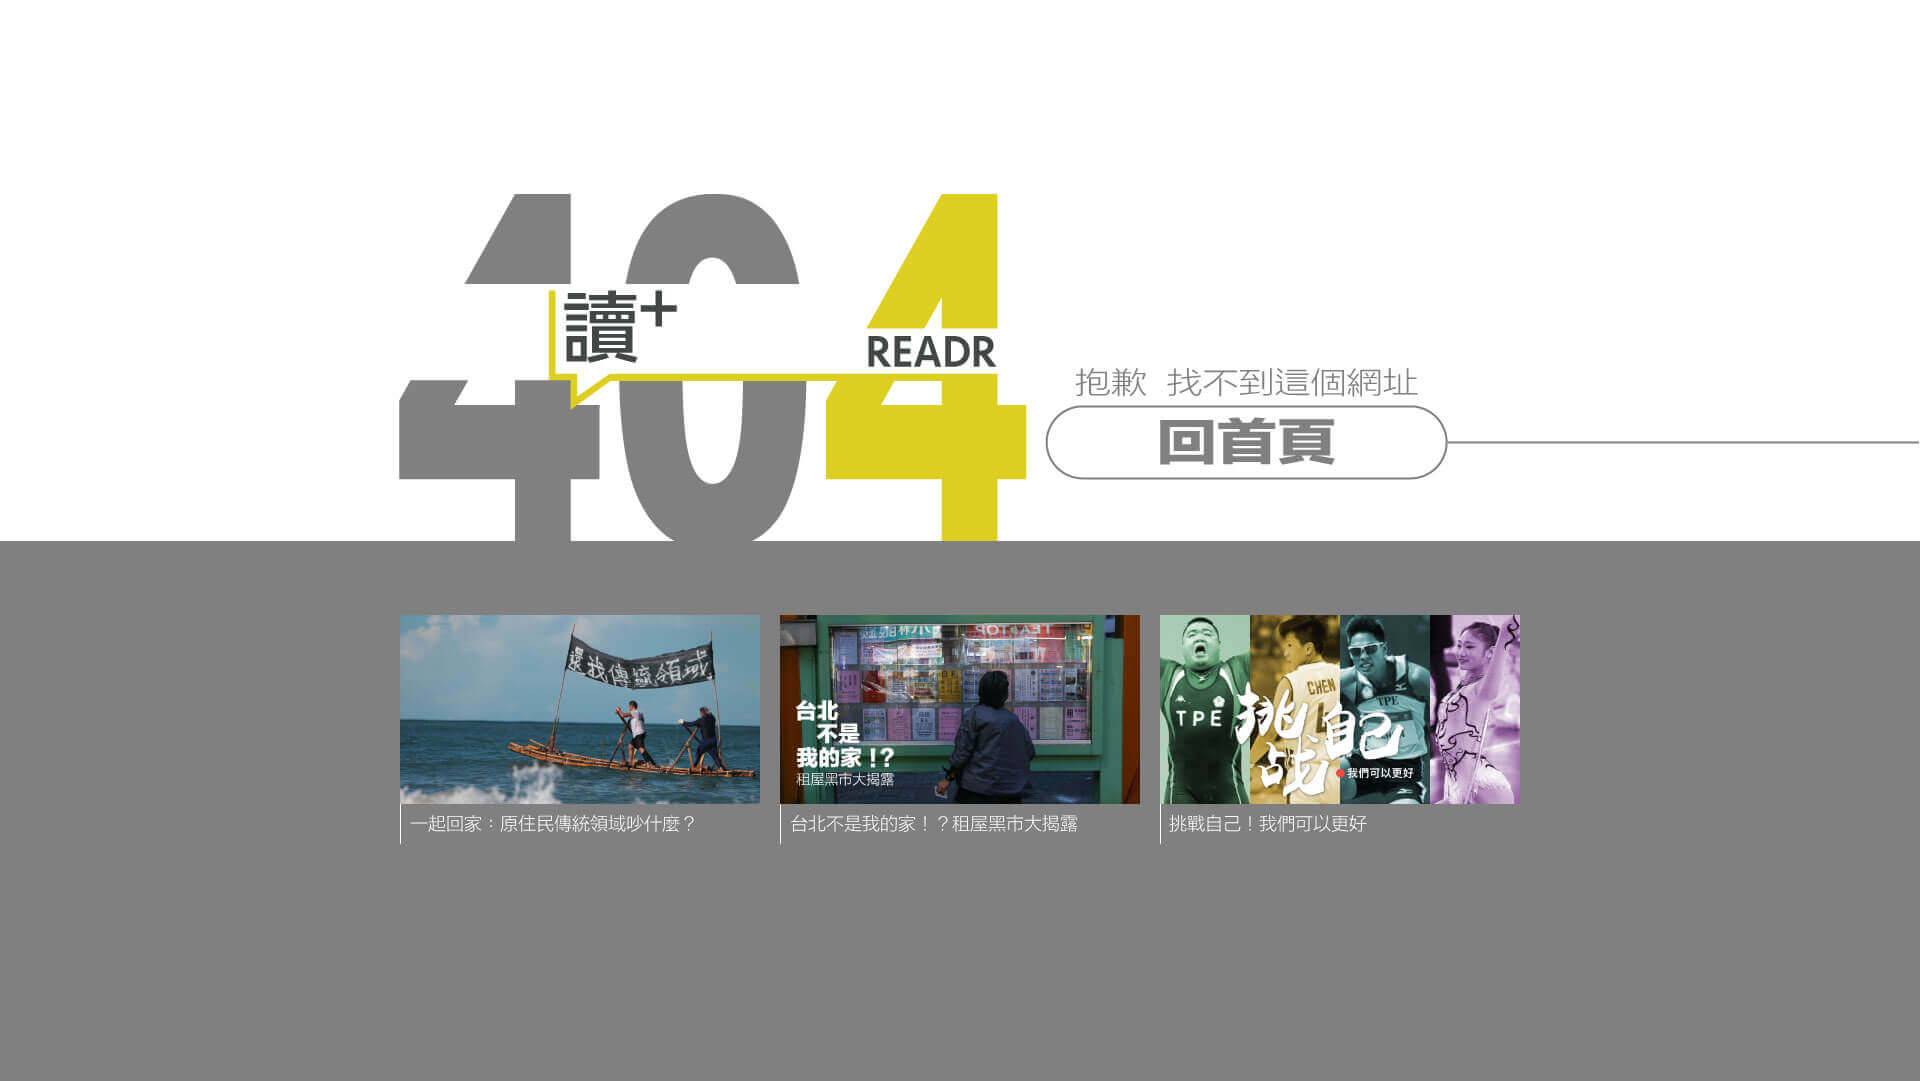 404
讀+
READR
抱歉 找不到這個網址
回首頁
還我傳統領域
台北
不是
我的家！?
租屋黑市大揭露
TPE
CHEN
TPE
挑战自己
我們可以更好
一起回家：原住民傳統領域吵什麼？
台北不是我的家！？租屋黑市大揭露
挑戰自己！我們可以更好